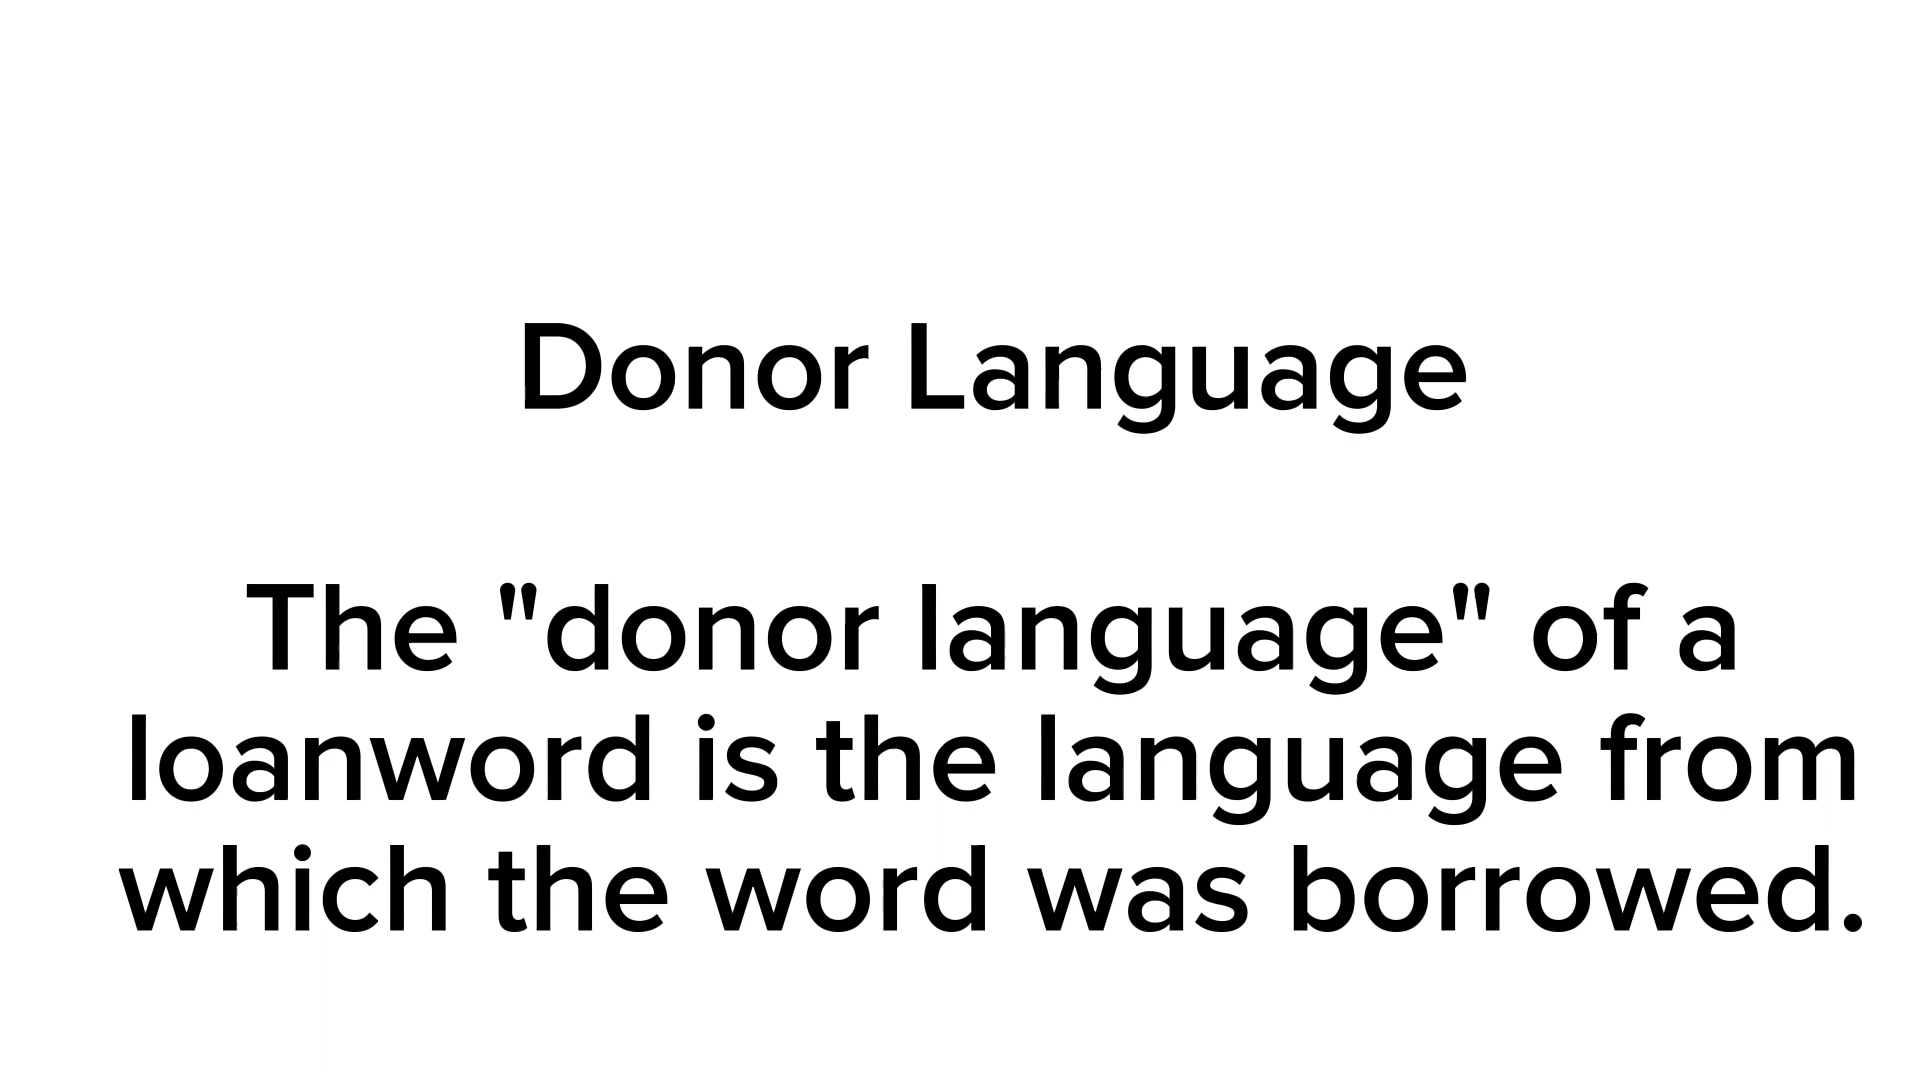 Donor Language
The "donor language" of a
loanword is the language from
which the word was borrowed.